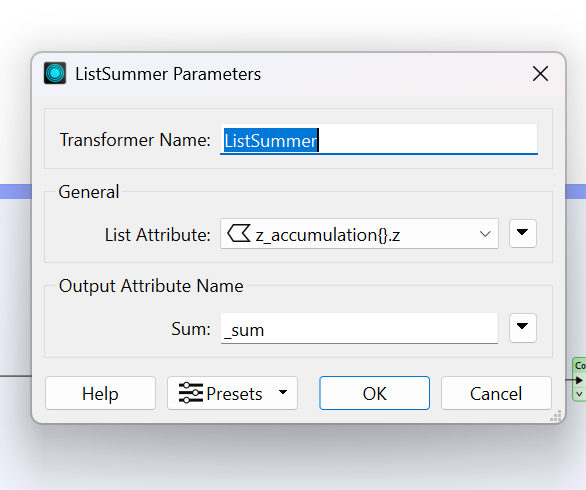 ListSummer Parameters
Transformer Name: ListSummer
General
List Attribute: z_accumulation{}.z
Output Attribute Name
Sum: _sum
Help Presets OK Cancel
Co